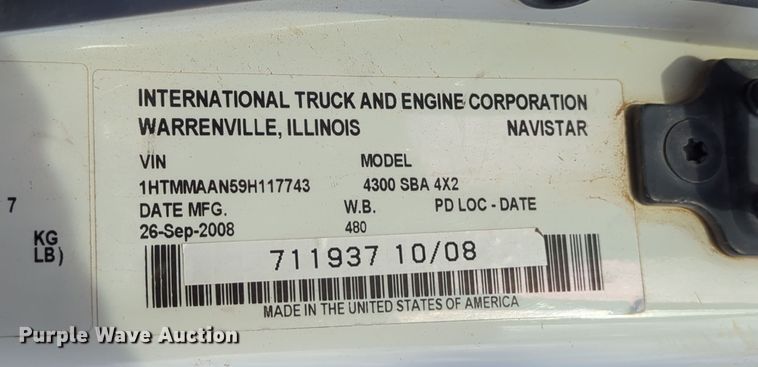 INTERNATIONAL TRUCK AND ENGINE CORPORATION
WARRENVILLE, ILLINOIS NAVISTAR
VIN MODEL
1HTMMAAN59H117743 4300 SBA 4X2
DATE MFG. W.B. PD LOC - DATE
26-Sep-2008 480
711937 10/08
MADE IN THE UNITED STATES OF AMERICA
7
KG
LB)
Purple Wave Auction